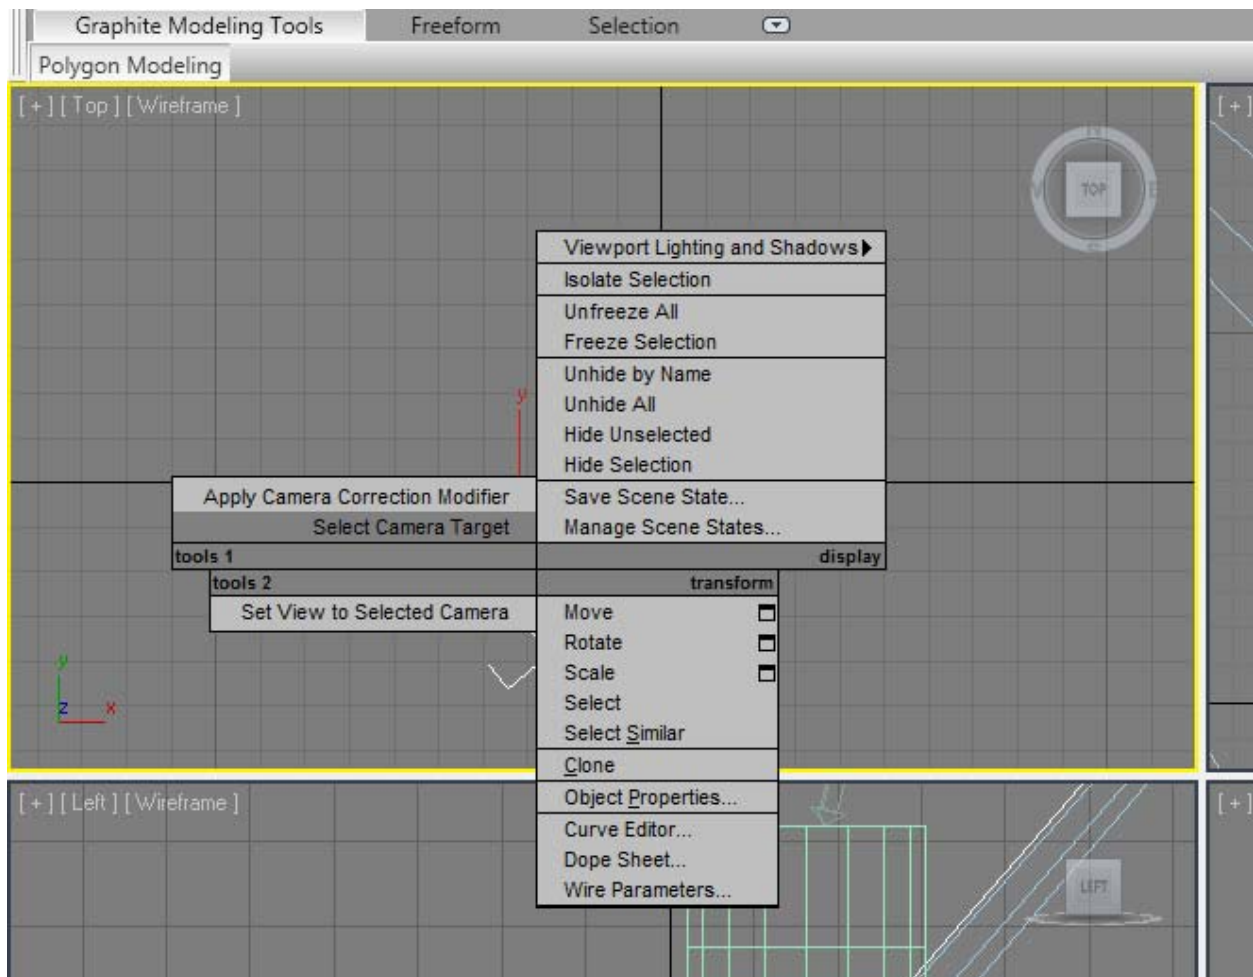 Graphite Modeling Tools Freeform Selection
Polygon Modeling
[ + ] [ Top ] [ Wireframe ]
[ + ]
N
TOP
E
S
Viewport Lighting and Shadows
Isolate Selection
Unfreeze All
Freeze Selection
Unhide by Name
Unhide All
Hide Unselected
Hide Selection
y
Apply Camera Correction Modifier
Save Scene State...
Select Camera Target
Manage Scene States...
tools 1
display
tools 2
transform
Set View to Selected Camera
Move
Rotate
Scale
Select
Select Similar
Clone
Object Properties...
Curve Editor...
Dope Sheet...
Wire Parameters...
y
z x
[ + ] [ Left ] [ Wireframe ]
[ + ]
LEFT